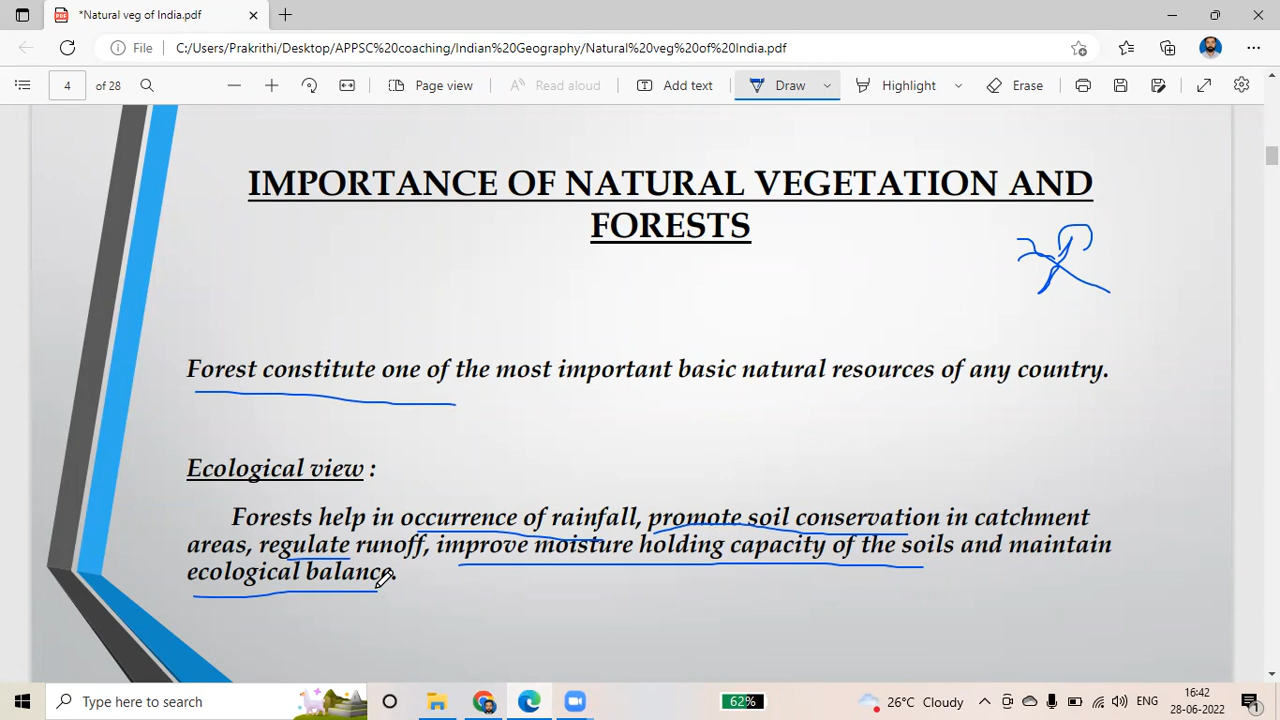 *Natural veg of India.pdf
File C:/Users/Prakrithi/Desktop/APPSC%20coaching/Indian%20Geography/Natural%20veg%20of%20India.pdf
4 of 28 Page view Read aloud Add text Draw Highlight Erase
IMPORTANCE OF NATURAL VEGETATION AND
FORESTS
Forest constitute one of the most important basic natural resources of any country.
Ecological view :
Forests help in occurrence of rainfall, promote soil conservation in catchment
areas, regulate runoff, improve moisture holding capacity of the soils and maintain
ecological balance.
Type here to search 62% 26°C Cloudy ENG 16:42
28-06-2022 1